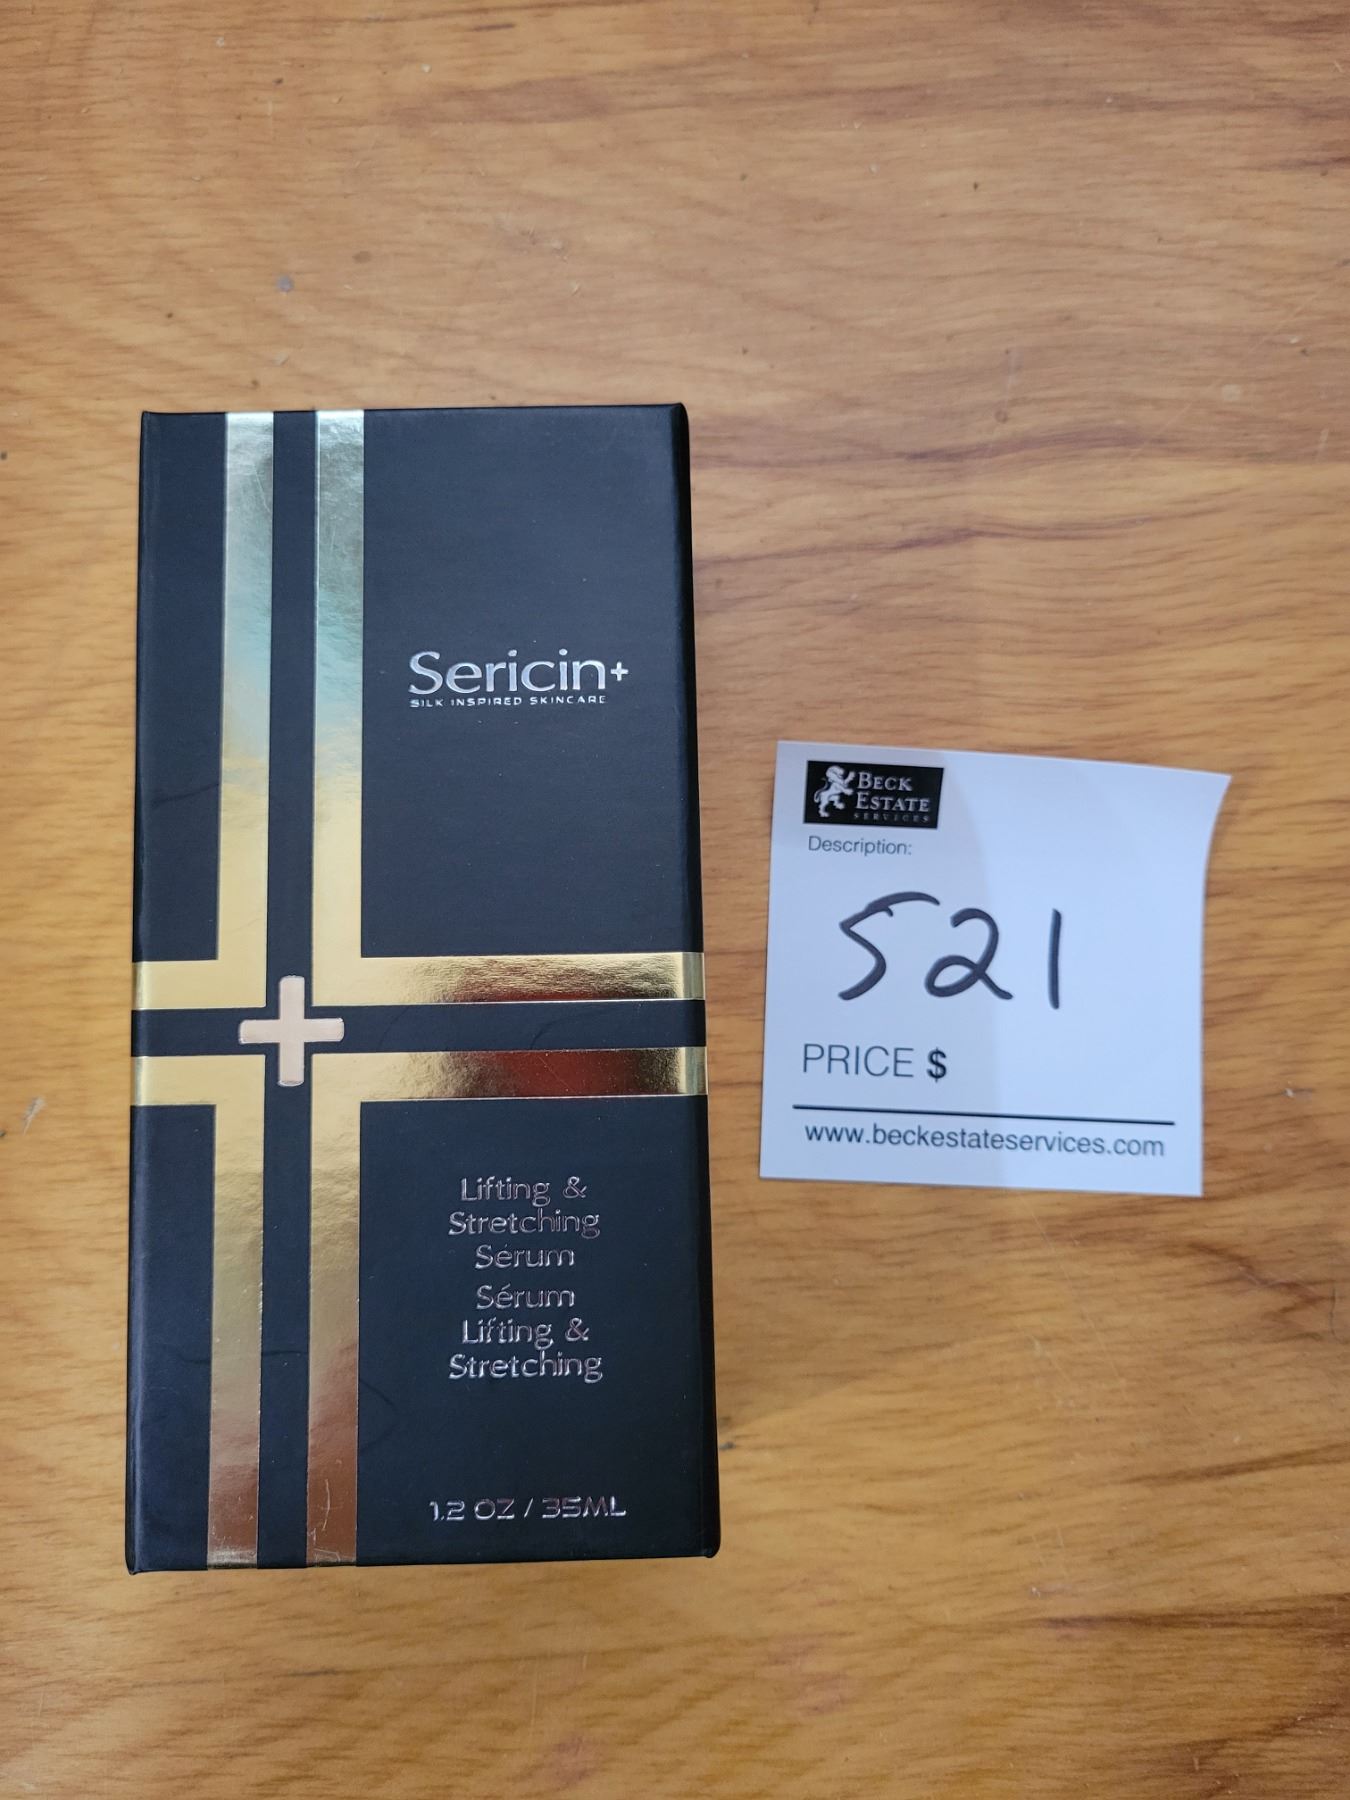 Sericin+
SILK INSPIRED SKINCARE
Lifting &
Stretching
Sérum
Sérum
Lifting &
Stretching
1.2 OZ / 35ML
BECK
ESTATE
SERVICES
Description:
521
PRICE $
www.beckestateservices.com